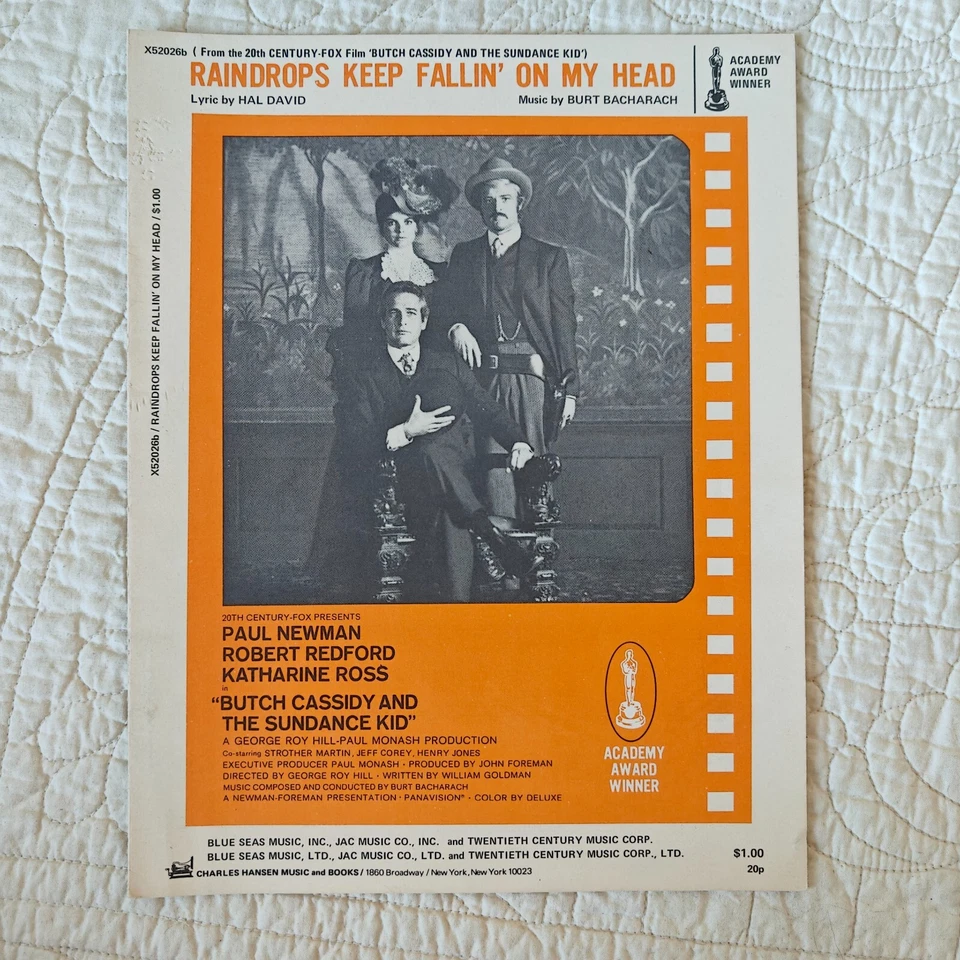 X52026b ( From the 20th CENTURY-FOX Film 'BUTCH CASSIDY AND THE SUNDANCE KID')
RAINDROPS KEEP FALLIN' ON MY HEAD
Lyric by HAL DAVID Music by BURT BACHARACH
ACADEMY
AWARD
WINNER
X52026b / RAINDROPS KEEP FALLIN' ON MY HEAD / $1.00
20TH CENTURY-FOX PRESENTS
PAUL NEWMAN
ROBERT REDFORD
KATHARINE ROSS
in
"BUTCH CASSIDY AND
THE SUNDANCE KID"
A GEORGE ROY HILL-PAUL MONASH PRODUCTION
Co-starring STROTHER MARTIN, JEFF COREY, HENRY JONES
EXECUTIVE PRODUCER PAUL MONASH · PRODUCED BY JOHN FOREMAN
DIRECTED BY GEORGE ROY HILL · WRITTEN BY WILLIAM GOLDMAN
MUSIC COMPOSED AND CONDUCTED BY BURT BACHARACH
A NEWMAN-FOREMAN PRESENTATION · PANAVISION® · COLOR BY DELUXE
ACADEMY
AWARD
WINNER
BLUE SEAS MUSIC, INC., JAC MUSIC CO., INC. and TWENTIETH CENTURY MUSIC CORP.
BLUE SEAS MUSIC, LTD., JAC MUSIC CO., LTD. and TWENTIETH CENTURY MUSIC CORP., LTD. $1.00
CHARLES HANSEN MUSIC and BOOKS / 1860 Broadway / New York, New York 10023 20p